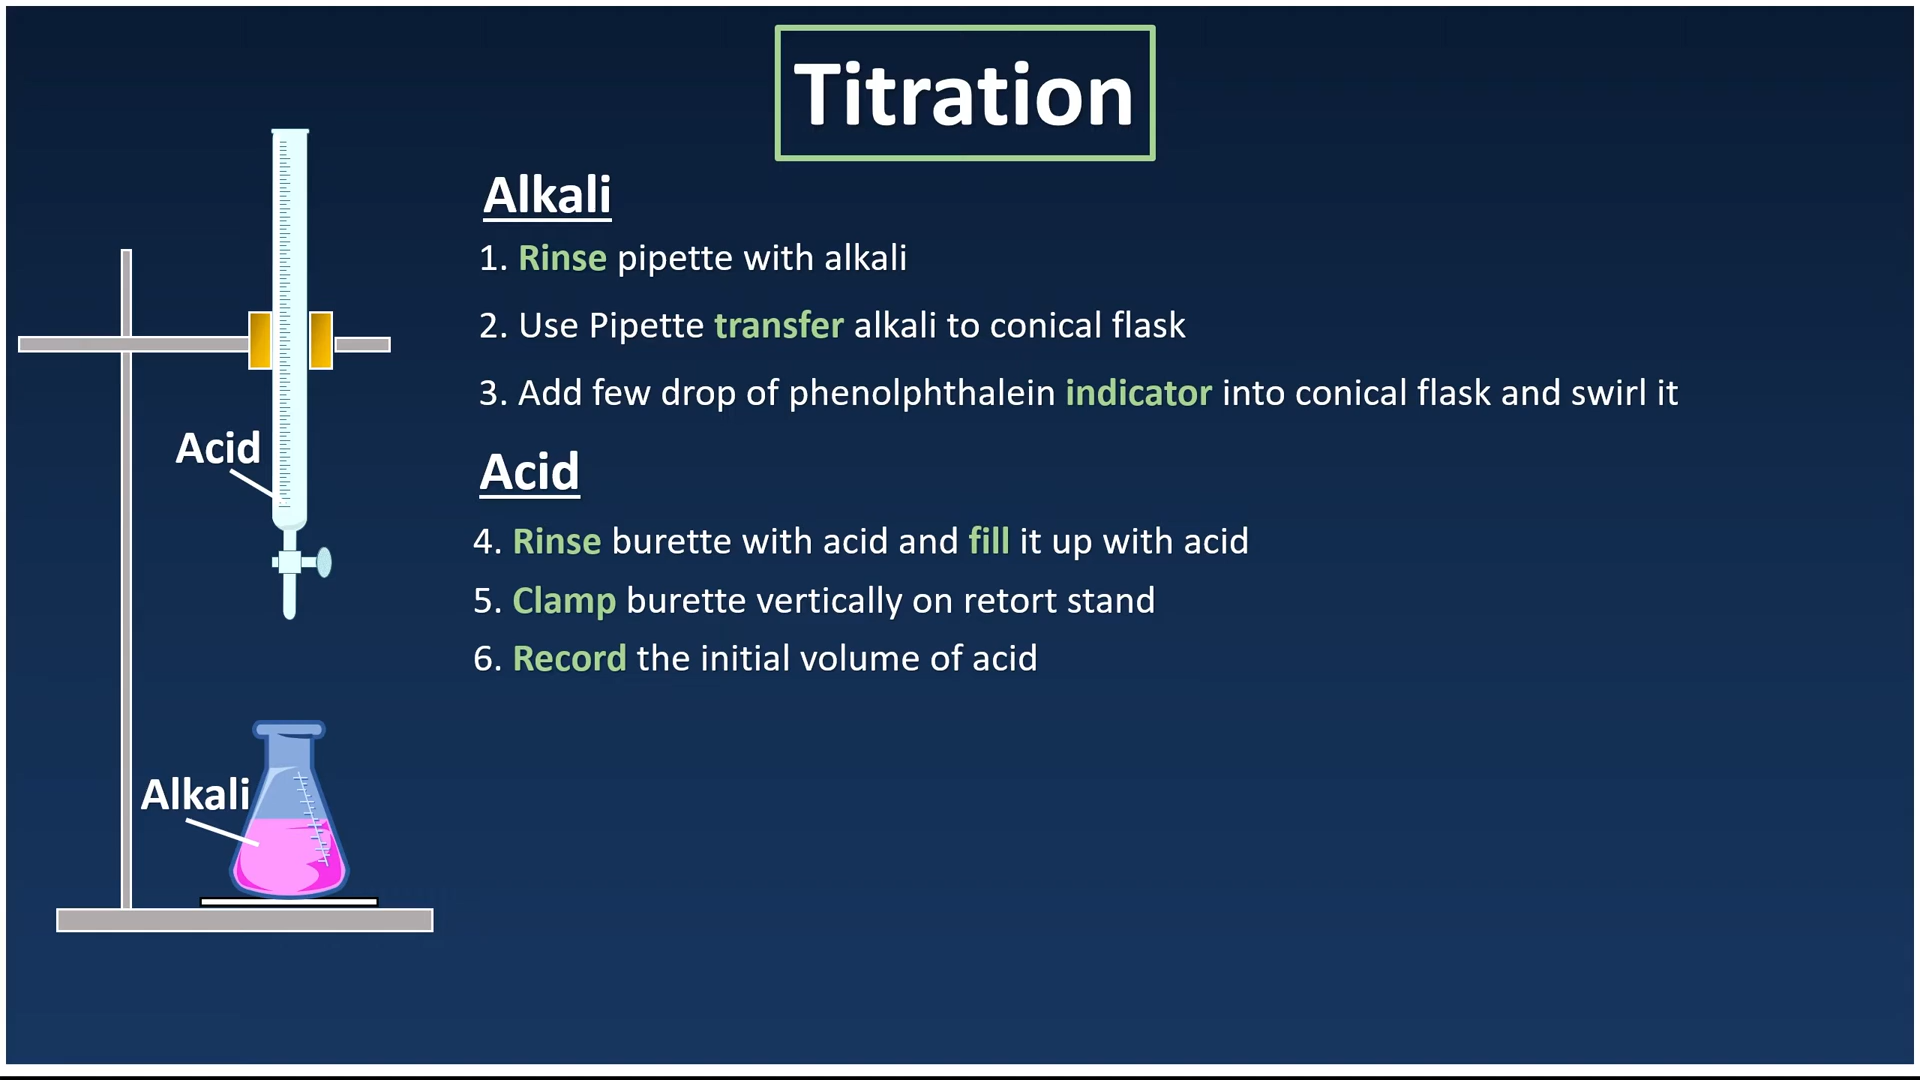 Titration
Alkali
1. Rinse pipette with alkali
2. Use Pipette transfer alkali to conical flask
3. Add few drop of phenolphthalein indicator into conical flask and swirl it
Acid
Acid
4. Rinse burette with acid and fill it up with acid
5. Clamp burette vertically on retort stand
6. Record the initial volume of acid
Alkali